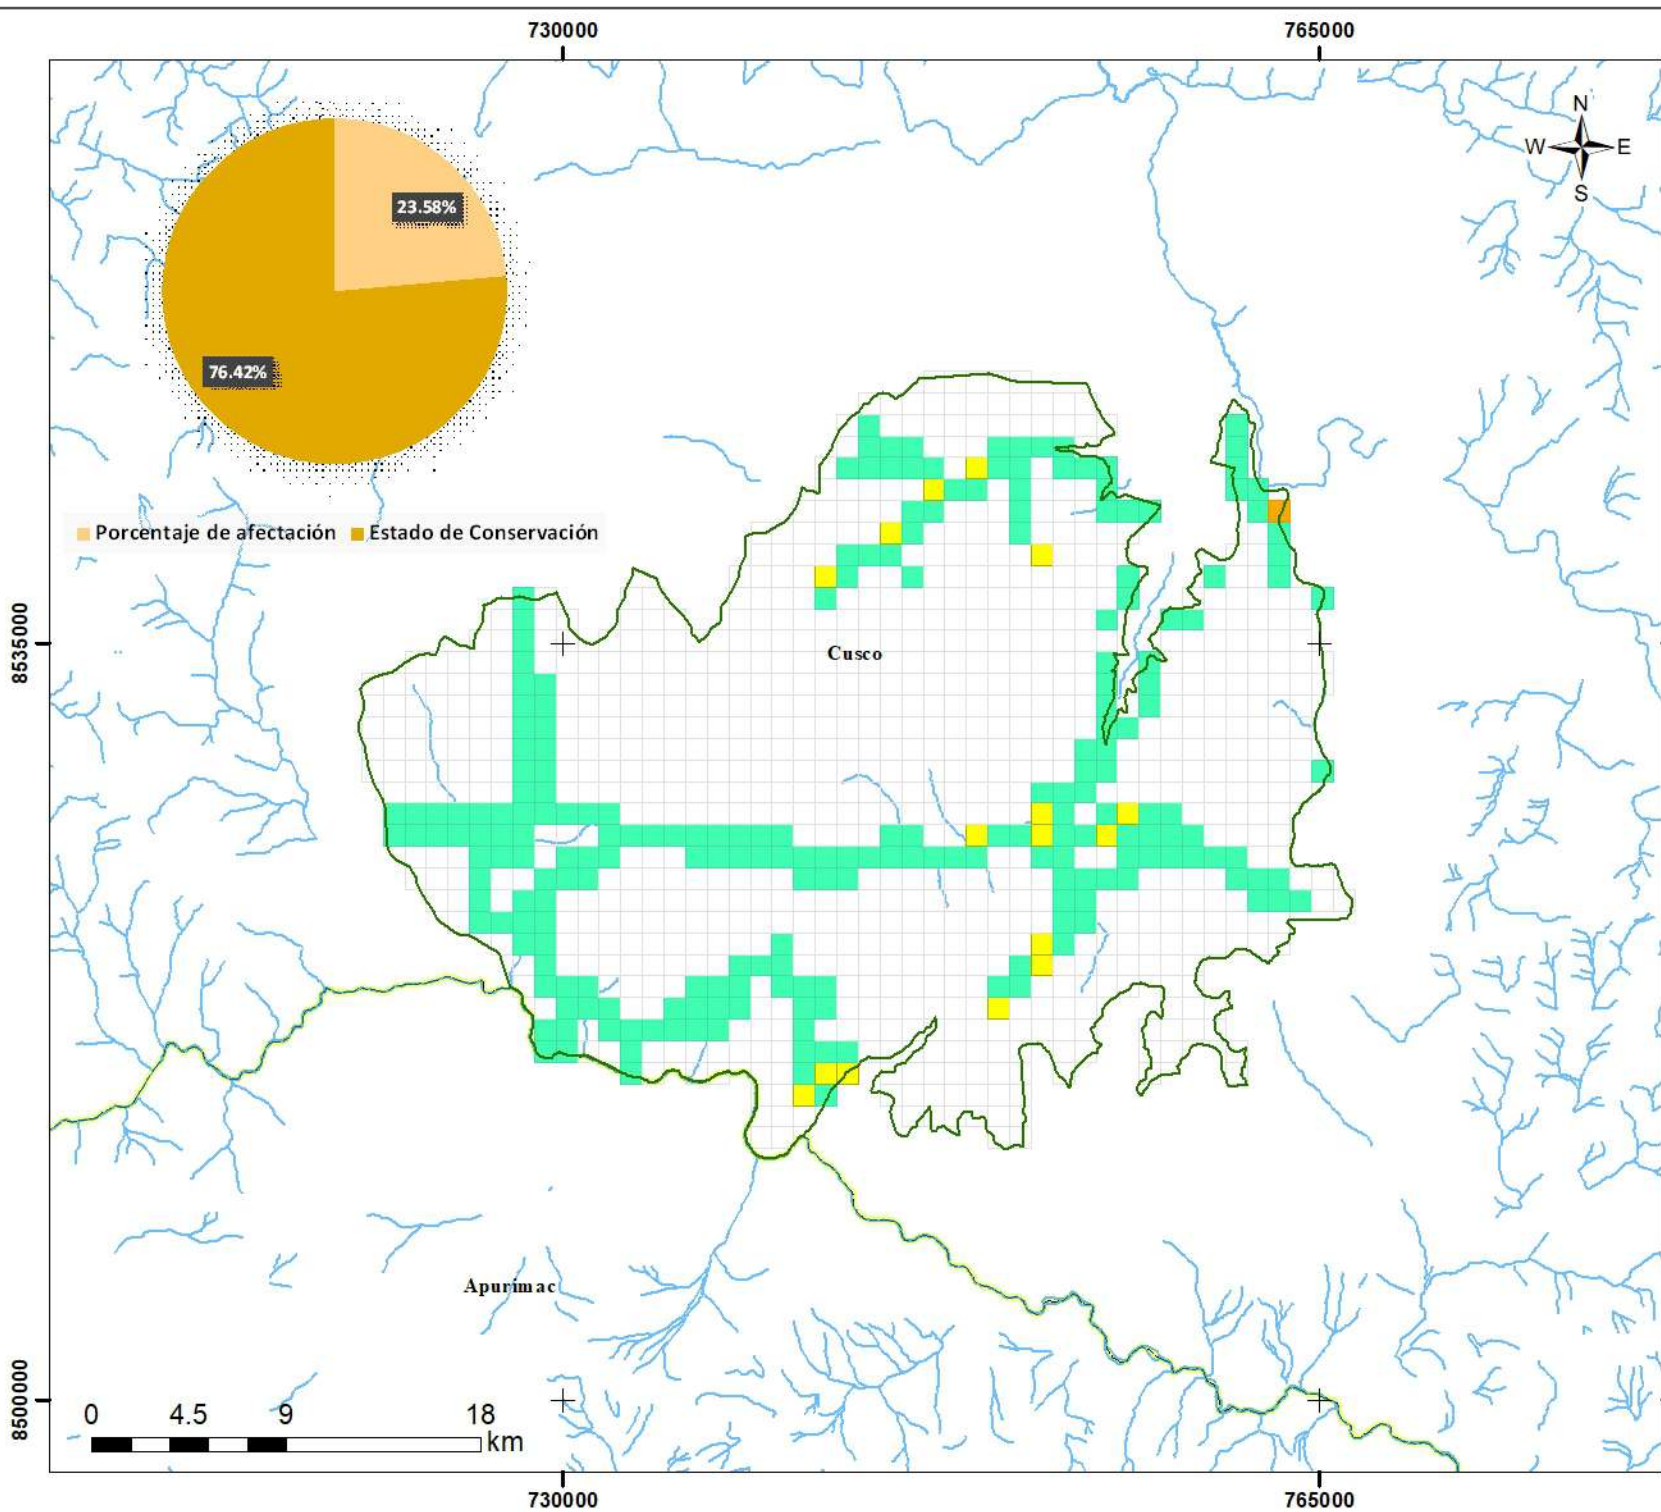 730000 765000
N
W E
S
23.58%
76.42%
Porcentaje de afectación Estado de Conservación
8535000
Cusco
Apurímac
8500000
0 4.5 9 18
km
730000 765000